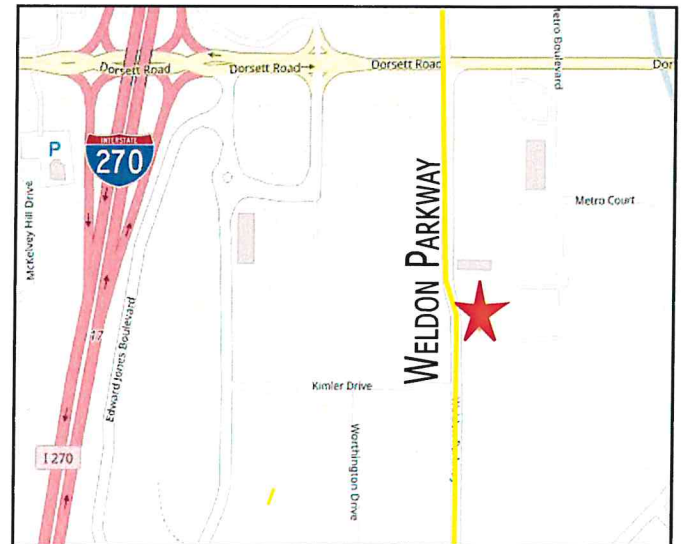 Dorsett Road
Dorsett Road
Dorsett Road
Dor
Metro Boulevard
INTERSTATE
270
P
McKelvey Hill Drive
Metro Court
WELDON PARKWAY
17
Edward Jones Boulevard
Kimler Drive
Worthington Drive
I 270